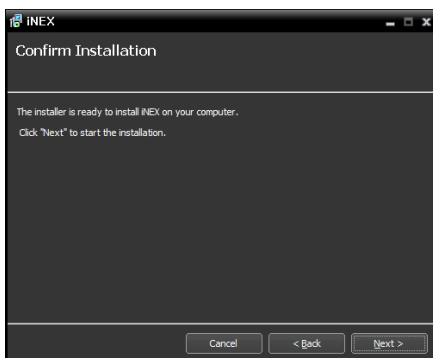 iNEX
Confirm Installation
The installer is ready to install iNEX on your computer.
Click "Next" to start the installation.
Cancel
< Back
Next >